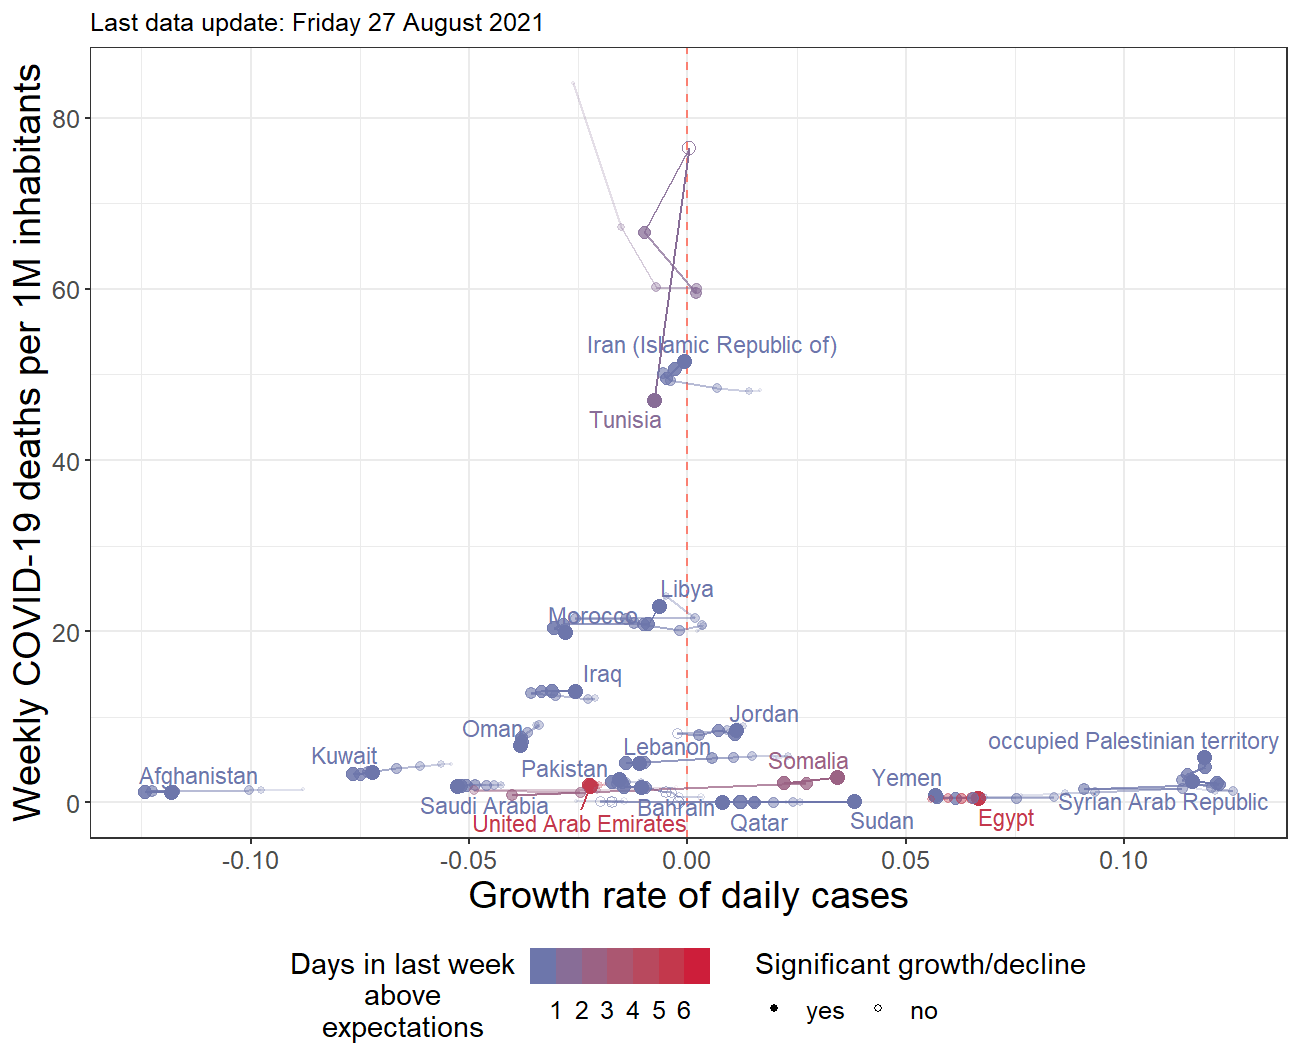 Last data update: Friday 27 August 2021
Weekly COVID-19 deaths per 1M inhabitants
80
60
40
20
0
Iran (Islamic Republic of)
Tunisia
Libya
Morocco
Iraq
Jordan
Oman
occupied Palestinian territory
Lebanon
Kuwait
Somalia
Pakistan
Afghanistan
Yemen
Syrian Arab Republic
Saudi Arabia
Bahrain
United Arab Emirates
Qatar
Sudan
Egypt
-0.10
-0.05
0.00
0.05
0.10
Growth rate of daily cases
Days in last week
above
expectations
1 2 3 4 5 6
Significant growth/decline
yes
no